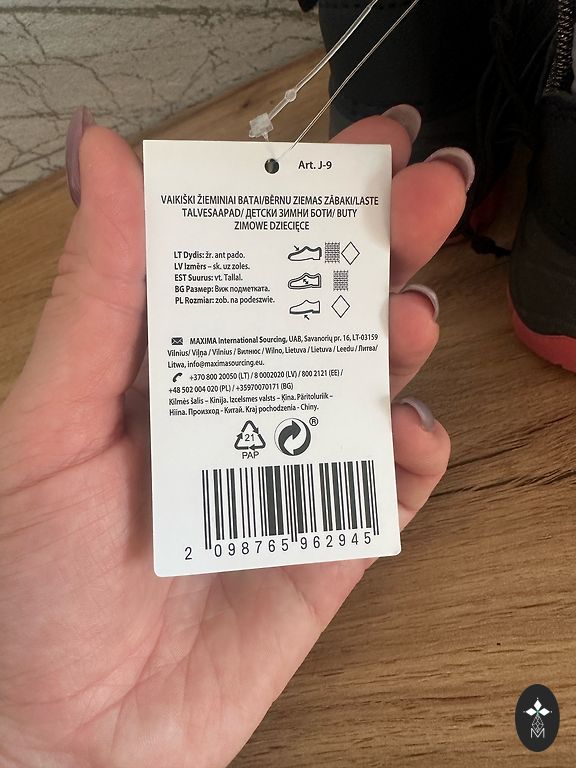 Art. J-9
VAIKIŠKI ŽIEMINIAI BATAI/BĒRNU ZIEMAS ZĀBAKI/LASTE
TALVESAAPAD/ ДЕТСКИ ЗИМНИ БОТИ/ BUTY
ZIMOWE DZIECIĘCE
LT Dydis: žr. ant pado.
LV Izmērs – sk. uz zoles.
EST Suurus: vt. Tallal.
BG Размер: Виж подметката.
PL Rozmiar: zob. na podeszwie.
MAXIMA International Sourcing, UAB, Savanorių pr. 16, LT-03159
Vilnius/ Viļņa / Vilnius / Вилнюс / Wilno, Lietuva / Lietuva / Leedu / Литва/
Litwa, info@maximasourcing.eu
+370 800 20050 (LT) / 8 0002020 (LV) / 800 2121 (EE) /
+48 502 004 020 (PL) / +35970070171 (BG)
Kilmės šalis – Kinija. Izcelsmes valsts – Ķīna. Päritoluriik –
Hiina. Произход - Китай. Kraj pochodzenia - Chiny.
21
PAP
®
2 098765 962945
M